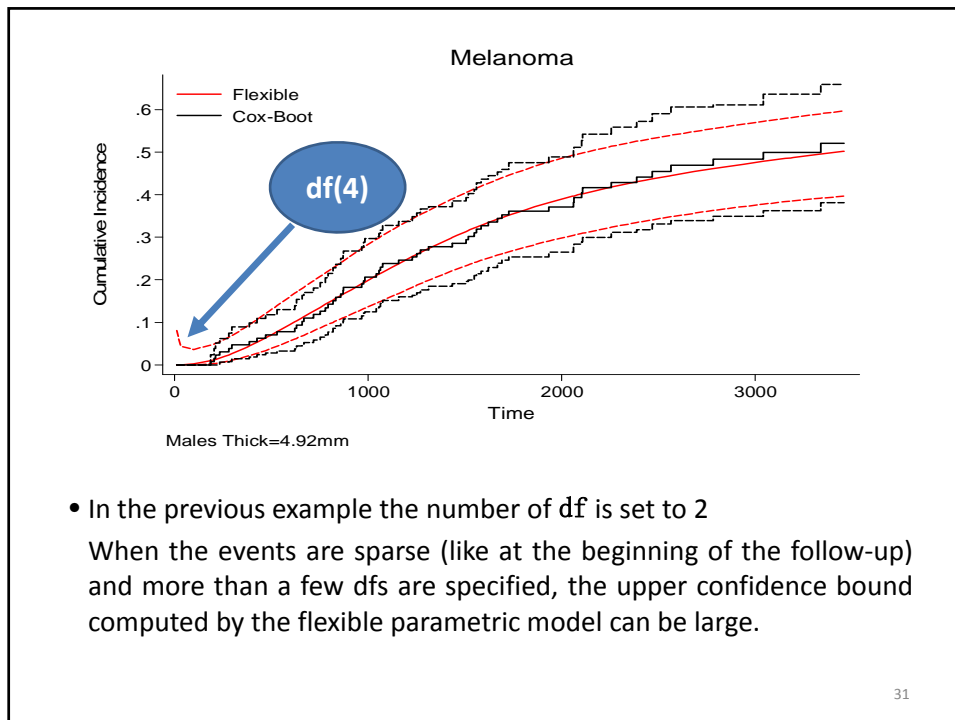 Melanoma
Flexible
Cox-Boot
df(4)
Cumulative Incidence
.6
.5
.4
.3
.2
.1
0
0 1000 2000 3000
Time
Males Thick=4.92mm
• In the previous example the number of df is set to 2
When the events are sparse (like at the beginning of the follow-up)
and more than a few dfs are specified, the upper confidence bound
computed by the flexible parametric model can be large.
31